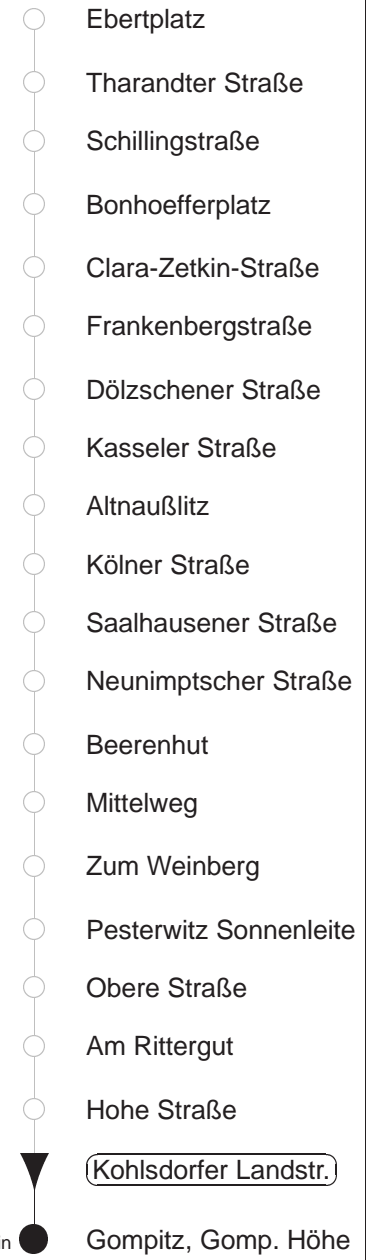 Ebertplatz
Tharandter Straße
Schillingstraße
Bonhoefferplatz
Clara-Zetkin-Straße
Frankenbergstraße
Dölzschener Straße
Kasseler Straße
Altnaußlitz
Kölner Straße
Saalhausener Straße
Neunimptscher Straße
Beerenhut
Mittelweg
Zum Weinberg
Pesterwitz Sonnenleite
Obere Straße
Am Rittergut
Hohe Straße
Kohlsdorfer Landstr.
Gompitz, Gomp. Höhe